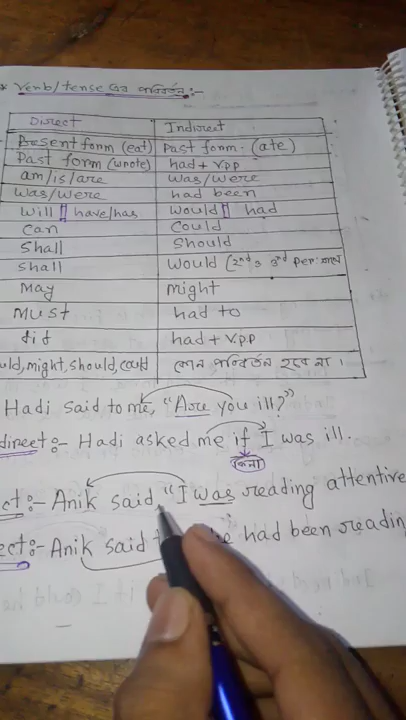 * Verb/tense এর পরিবর্তন :-
Direct Indirect
Present form (eat) Past form. (ate)
Past form (wrote) had + V.pp
am/is/are was/were
was/were had been
Will || have/has Would || had
Can Could
Shall Should
Shall Would (2nd ও 3rd per:
May might
Must had to
did had + V.pp
uld, might, should, could কোন পরিবর্তন হবে না ।
Hadi said to me, "Are you ill?"
direct :- Hadi asked me if I was ill.
কিনা
ect :- Anik said "I was reading attentive
ect :- Anik said he had been readin